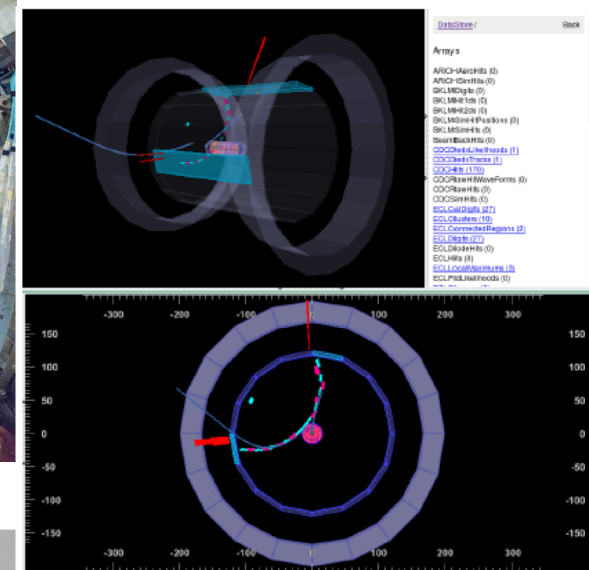 DataStore/ Back
Arrays
ARICHAeroHits (0)
ARICHSimHits (0)
BKLMDigits (0)
BKLMHit1ds (0)
BKLMHit2ds (0)
BKLMSimHitPositions (0)
BKLMSimHits (0)
BeamBackHits (0)
CDCDedxLikelihoods (1)
CDCDedxTracks (1)
CDCHits (170)
CDCRawHitWaveForms (0)
CDCRawHits (0)
CDCSimHits (0)
ECLCalDigits (27)
ECLClusters (10)
ECLConnectedRegions (2)
ECLDigits (27)
ECLDiodeHits (0)
ECLHits (0)
ECLLocalMaximums (3)
ECLPidLikelihoods (0)
-300 -200 -100 0 100 200 300
150 150
100 100
50 50
0 0
-50 -50
-100 -100
-150 -150
-300 -200 -100 0 100 200 300